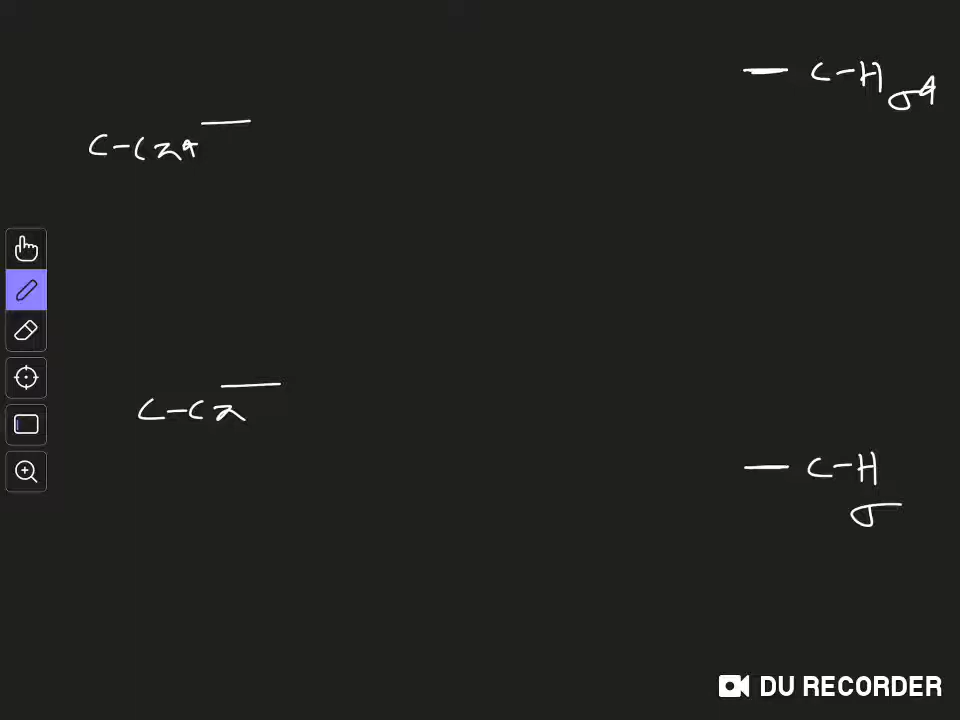 — C-H
σ*
C-C π*
C-C π
— C-H
σ
DU RECORDER